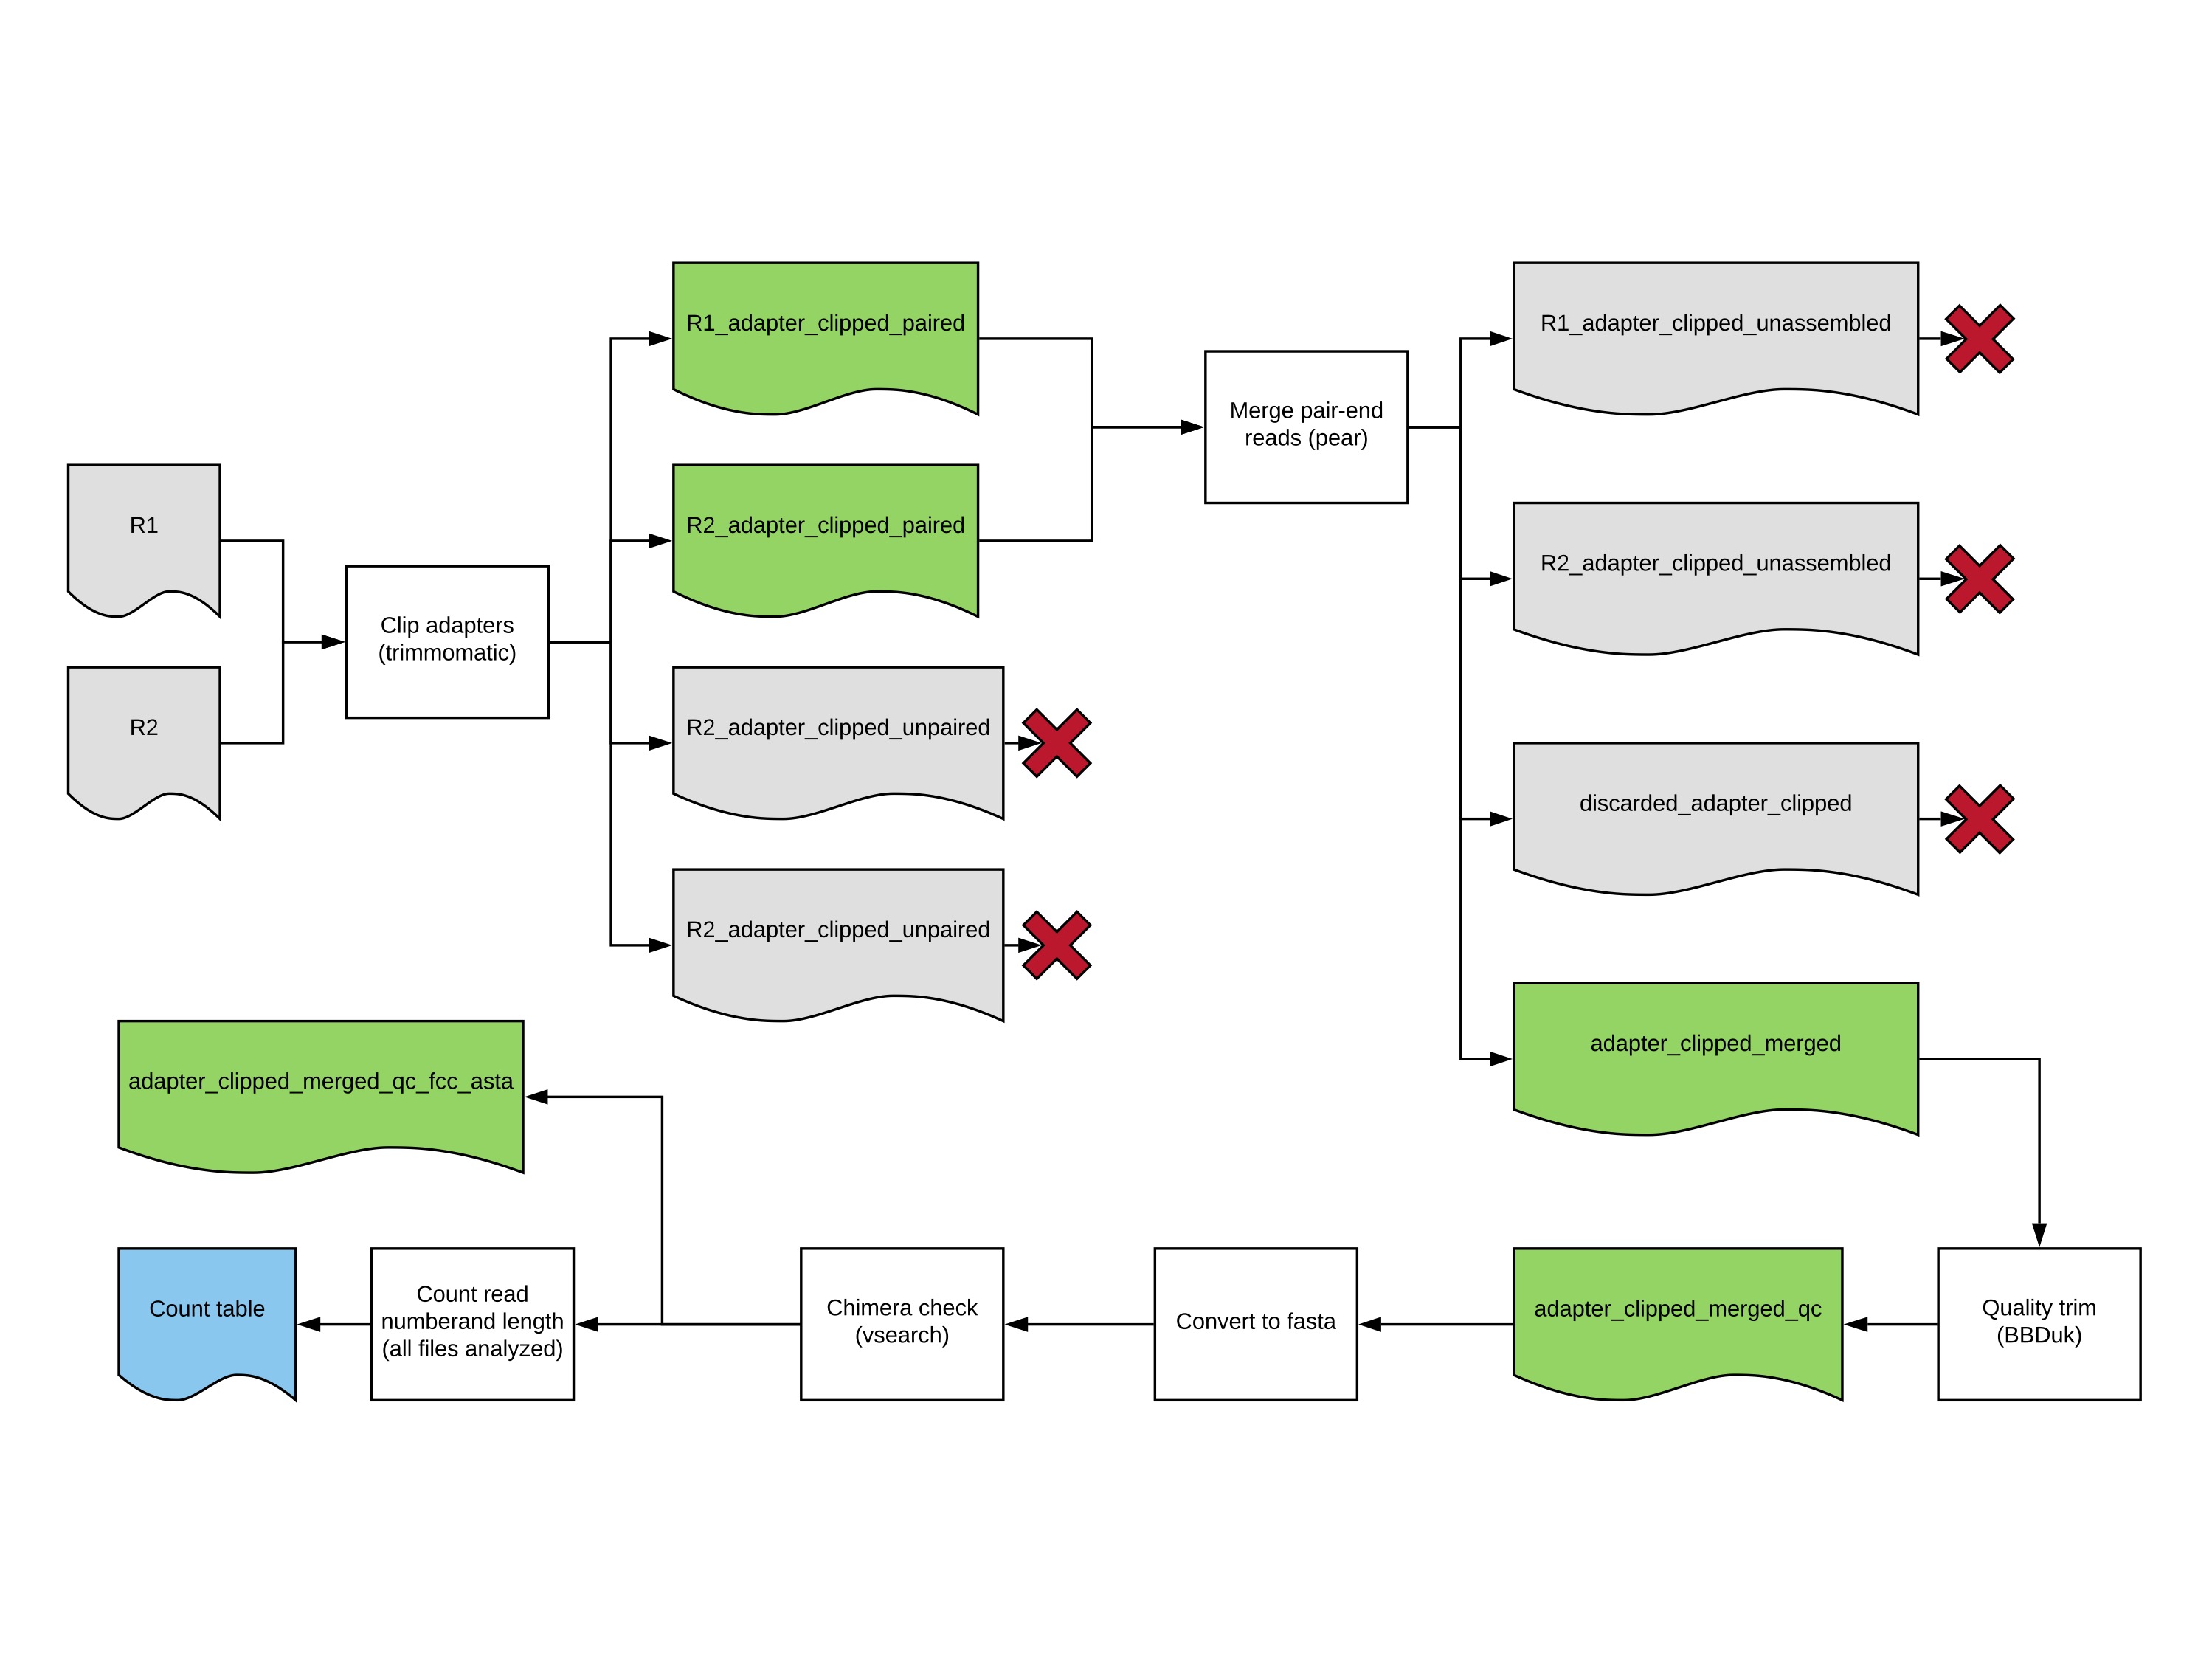 R1
R2
Clip adapters
(trimmomatic)
R1_adapter_clipped_paired
R2_adapter_clipped_paired
R2_adapter_clipped_unpaired
R2_adapter_clipped_unpaired
Merge pair-end
reads (pear)
R1_adapter_clipped_unassembled
R2_adapter_clipped_unassembled
discarded_adapter_clipped
adapter_clipped_merged
Quality trim
(BBDuk)
adapter_clipped_merged_qc
Convert to fasta
Chimera check
(vsearch)
adapter_clipped_merged_qc_fcc_asta
Count read
numberand length
(all files analyzed)
Count table